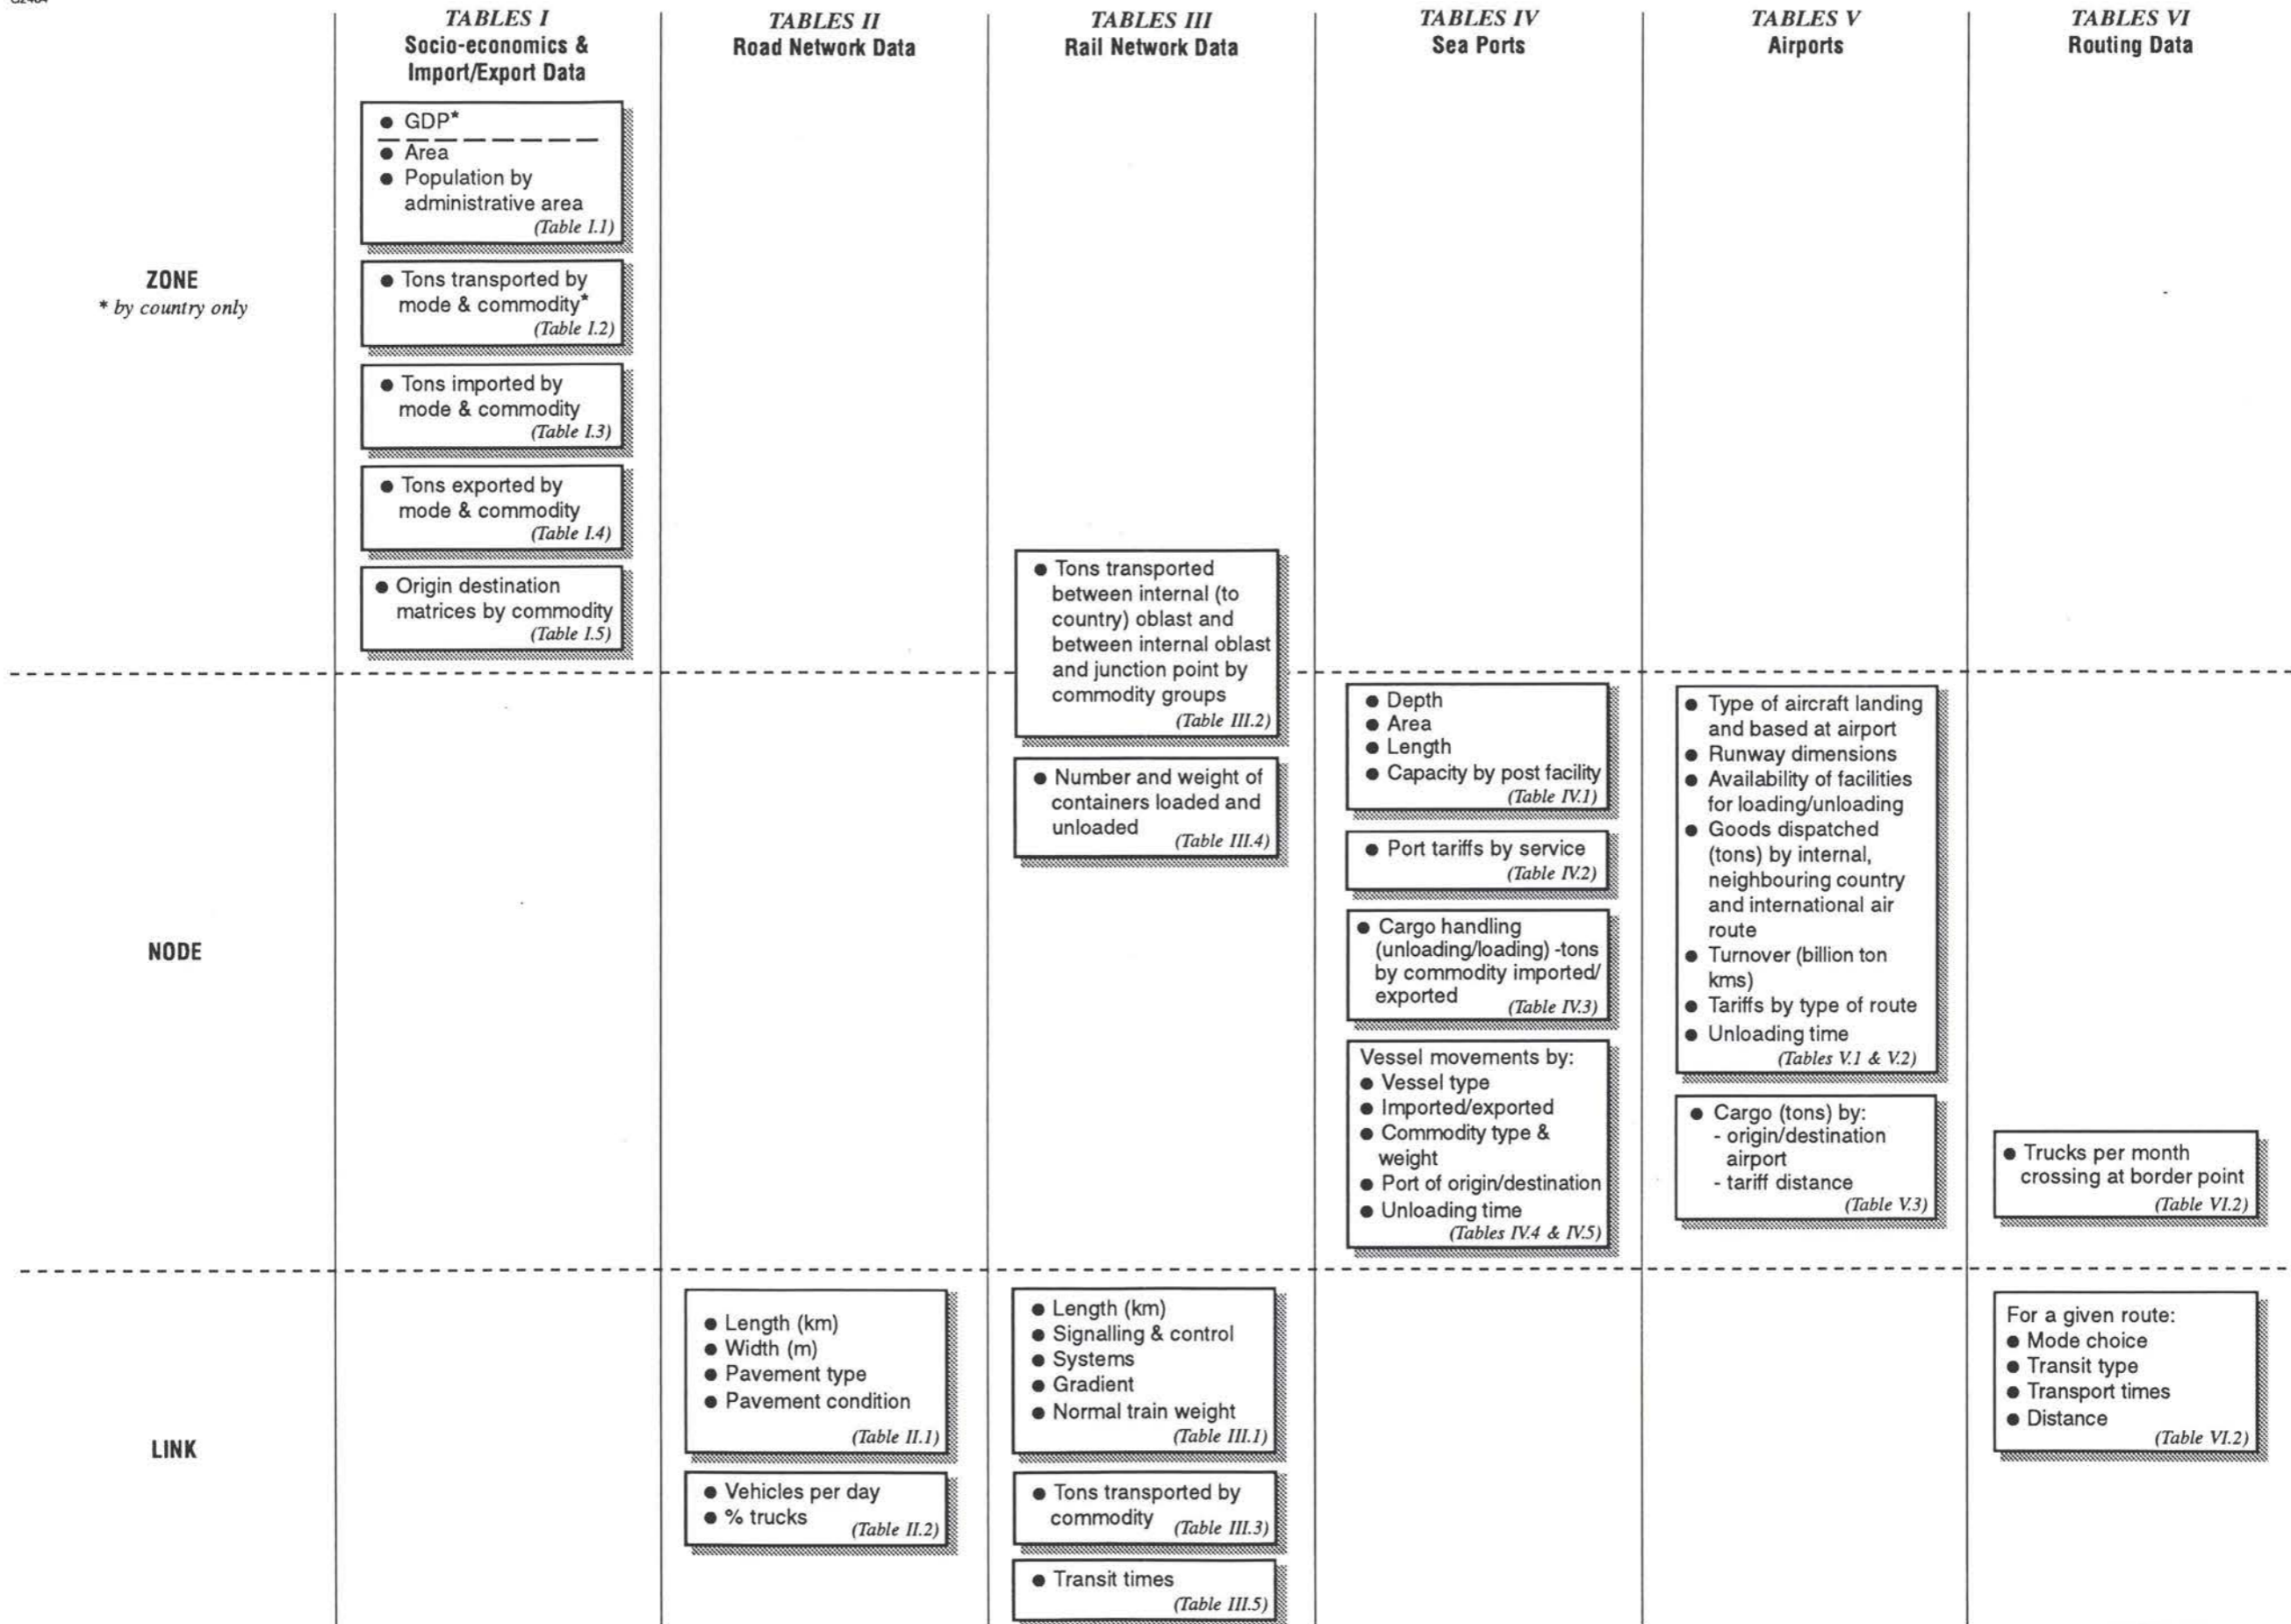 TABLES I
Socio-economics &
Import/Export Data
TABLES II
Road Network Data
TABLES III
Rail Network Data
TABLES IV
Sea Ports
TABLES V
Airports
TABLES VI
Routing Data
ZONE
* by country only
● GDP*
● Area
● Population by
administrative area
(Table I.1)
● Tons transported by
mode & commodity*
(Table I.2)
● Tons imported by
mode & commodity
(Table I.3)
● Tons exported by
mode & commodity
(Table I.4)
● Origin destination
matrices by commodity
(Table I.5)
● Tons transported
between internal (to
country) oblast and
between internal oblast
and junction point by
commodity groups
(Table III.2)
NODE
● Number and weight of
containers loaded and
unloaded (Table III.4)
● Depth
● Area
● Length
● Capacity by post facility
(Table IV.1)
● Port tariffs by service
(Table IV.2)
● Cargo handling
(unloading/loading) -tons
by commodity imported/
exported (Table IV.3)
Vessel movements by:
● Vessel type
● Imported/exported
● Commodity type &
weight
● Port of origin/destination
● Unloading time
(Tables IV.4 & IV.5)
● Type of aircraft landing
and based at airport
● Runway dimensions
● Availability of facilities
for loading/unloading
● Goods dispatched
(tons) by internal,
neighbouring country
and international air
route
● Turnover (billion ton
kms)
● Tariffs by type of route
● Unloading time
(Tables V.1 & V.2)
● Cargo (tons) by:
- origin/destination
airport
- tariff distance
(Table V.3)
● Trucks per month
crossing at border point
(Table VI.2)
LINK
● Length (km)
● Width (m)
● Pavement type
● Pavement condition
(Table II.1)
● Vehicles per day
● % trucks (Table II.2)
● Length (km)
● Signalling & control
● Systems
● Gradient
● Normal train weight
(Table III.1)
● Tons transported by
commodity (Table III.3)
● Transit times
(Table III.5)
For a given route:
● Mode choice
● Transit type
● Transport times
● Distance
(Table VI.2)